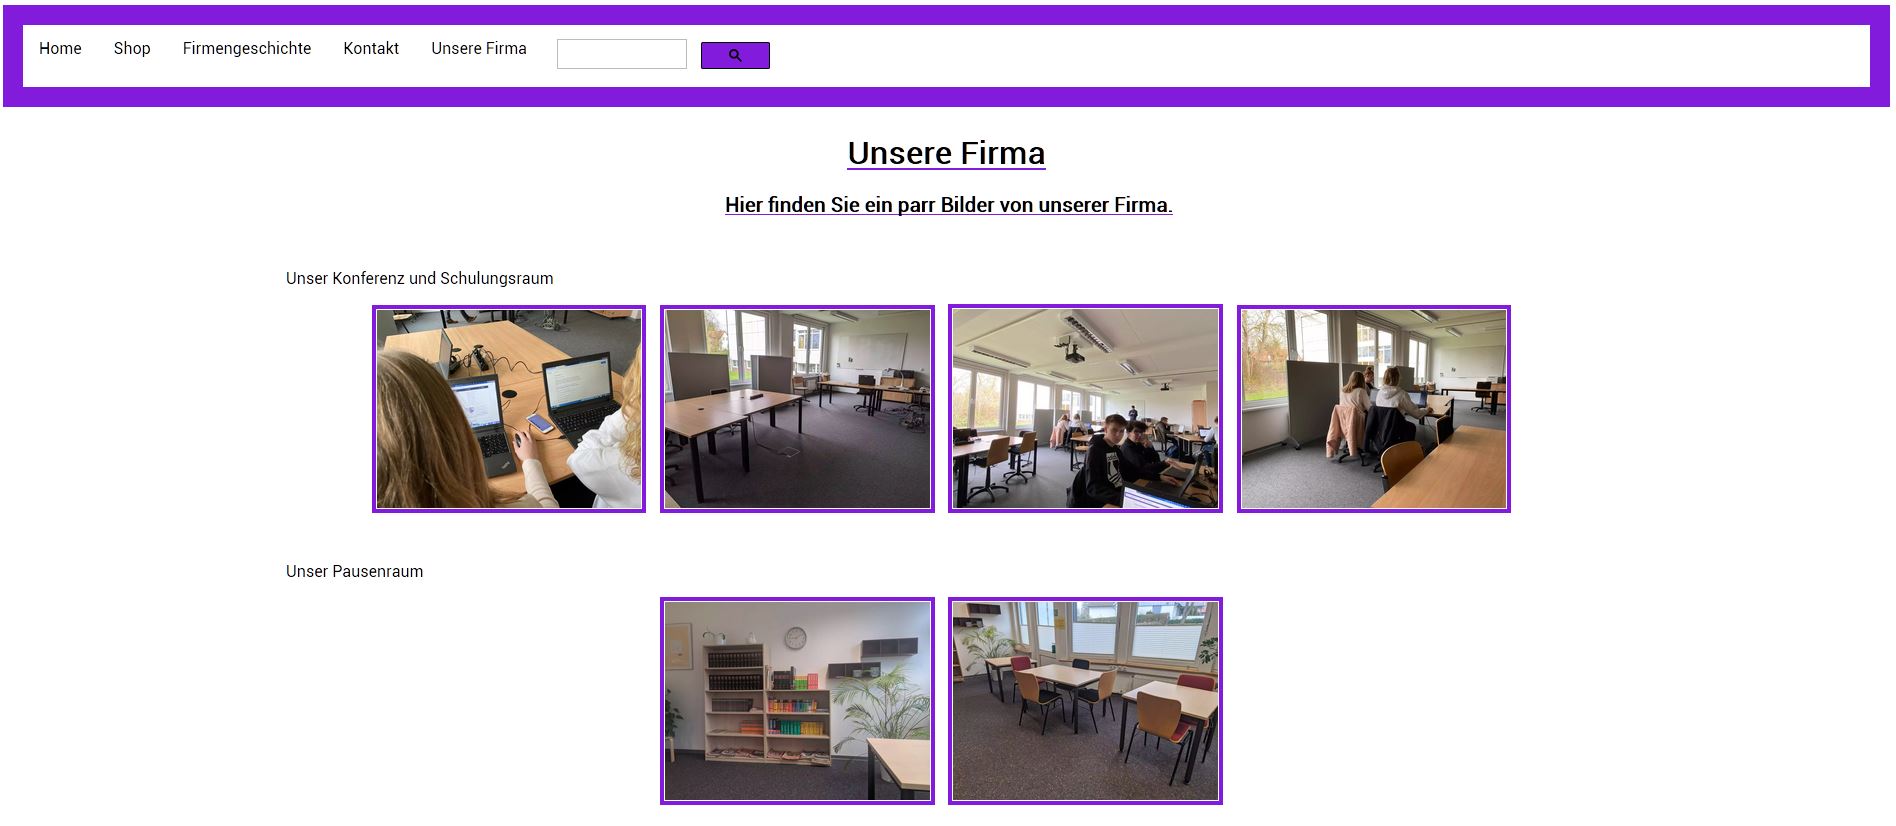 Home Shop Firmengeschichte Kontakt Unsere Firma
Unsere Firma
Hier finden Sie ein parr Bilder von unserer Firma.
Unser Konferenz und Schulungsraum
Unser Pausenraum